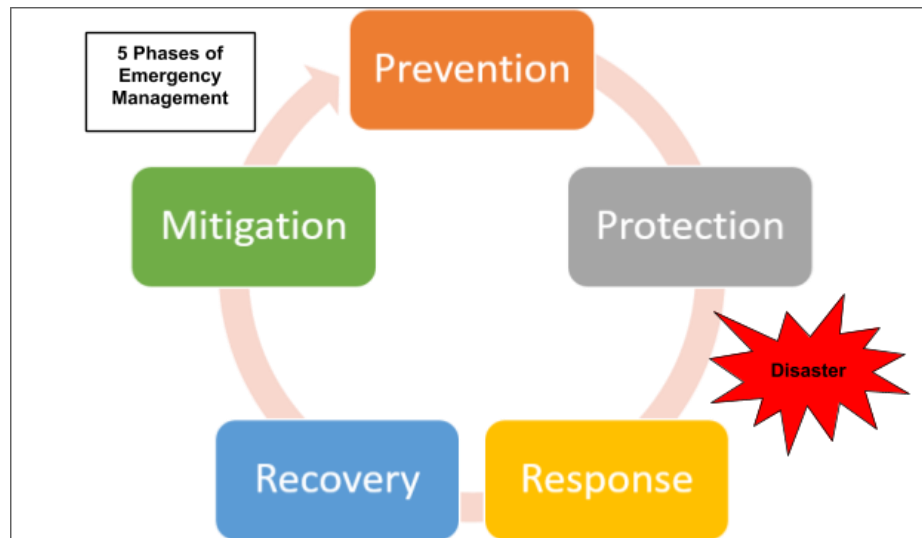 5 Phases of
Emergency
Management
Prevention
Protection
Disaster
Response
Recovery
Mitigation